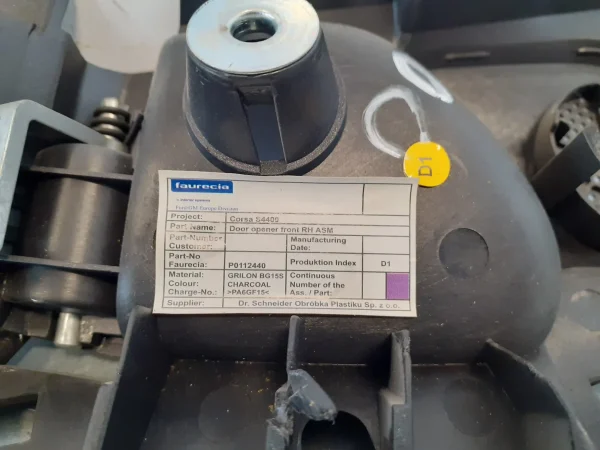 faurecia
Project: Corsa S4400
Part Name: Door opener front RH ASM
Part-Number Customer: Manufacturing Date:
Part-No Faurecia: P0112440 Produktion Index D1
Material: GRILON BG15S Continuous
Colour: CHARCOAL Number of the
Charge-No.: >PA6GF15< Ass. / Part:
Supplier: Dr. Schneider Obróbka Plastiku Sp. z o.o.
D1